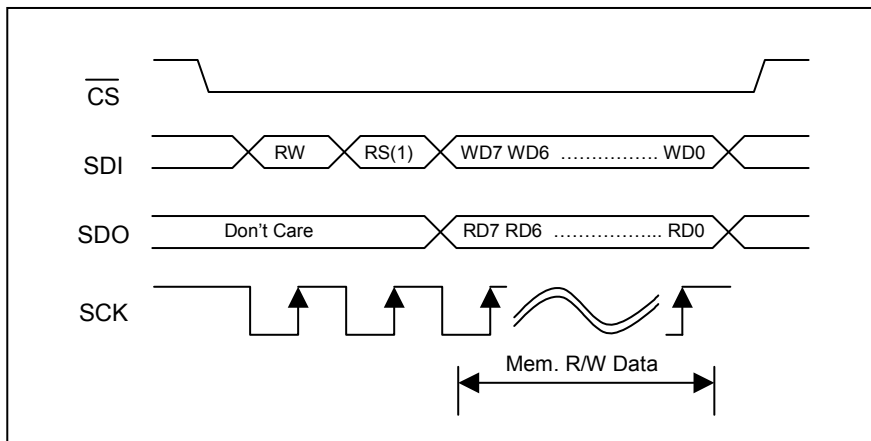 CS
SDI RW RS(1) WD7 WD6 ................ WD0
SDO Don't Care RD7 RD6 ................... RD0
SCK
Mem. R/W Data